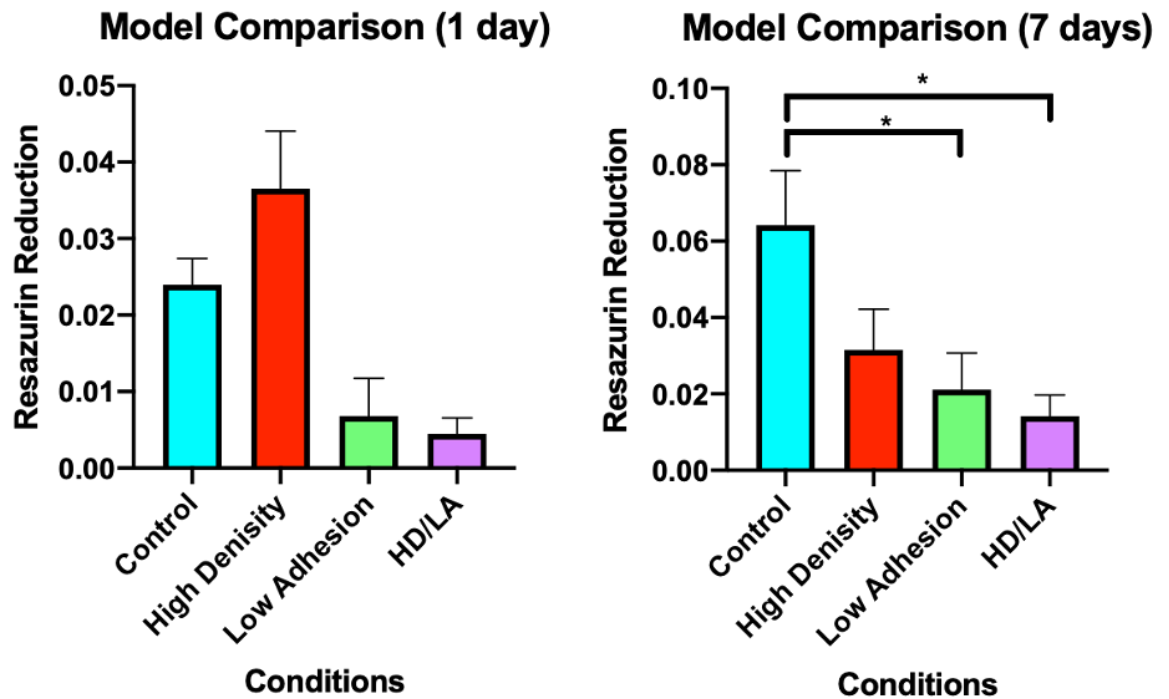 Model Comparison (1 day)
Resazurin Reduction
0.05
0.04
0.03
0.02
0.01
0.00
Control
High Denisity
Low Adhesion
HD/LA
Conditions
Model Comparison (7 days)
Resazurin Reduction
0.10
0.08
0.06
0.04
0.02
0.00
*
*
Control
High Density
Low Adhesion
HD/LA
Conditions